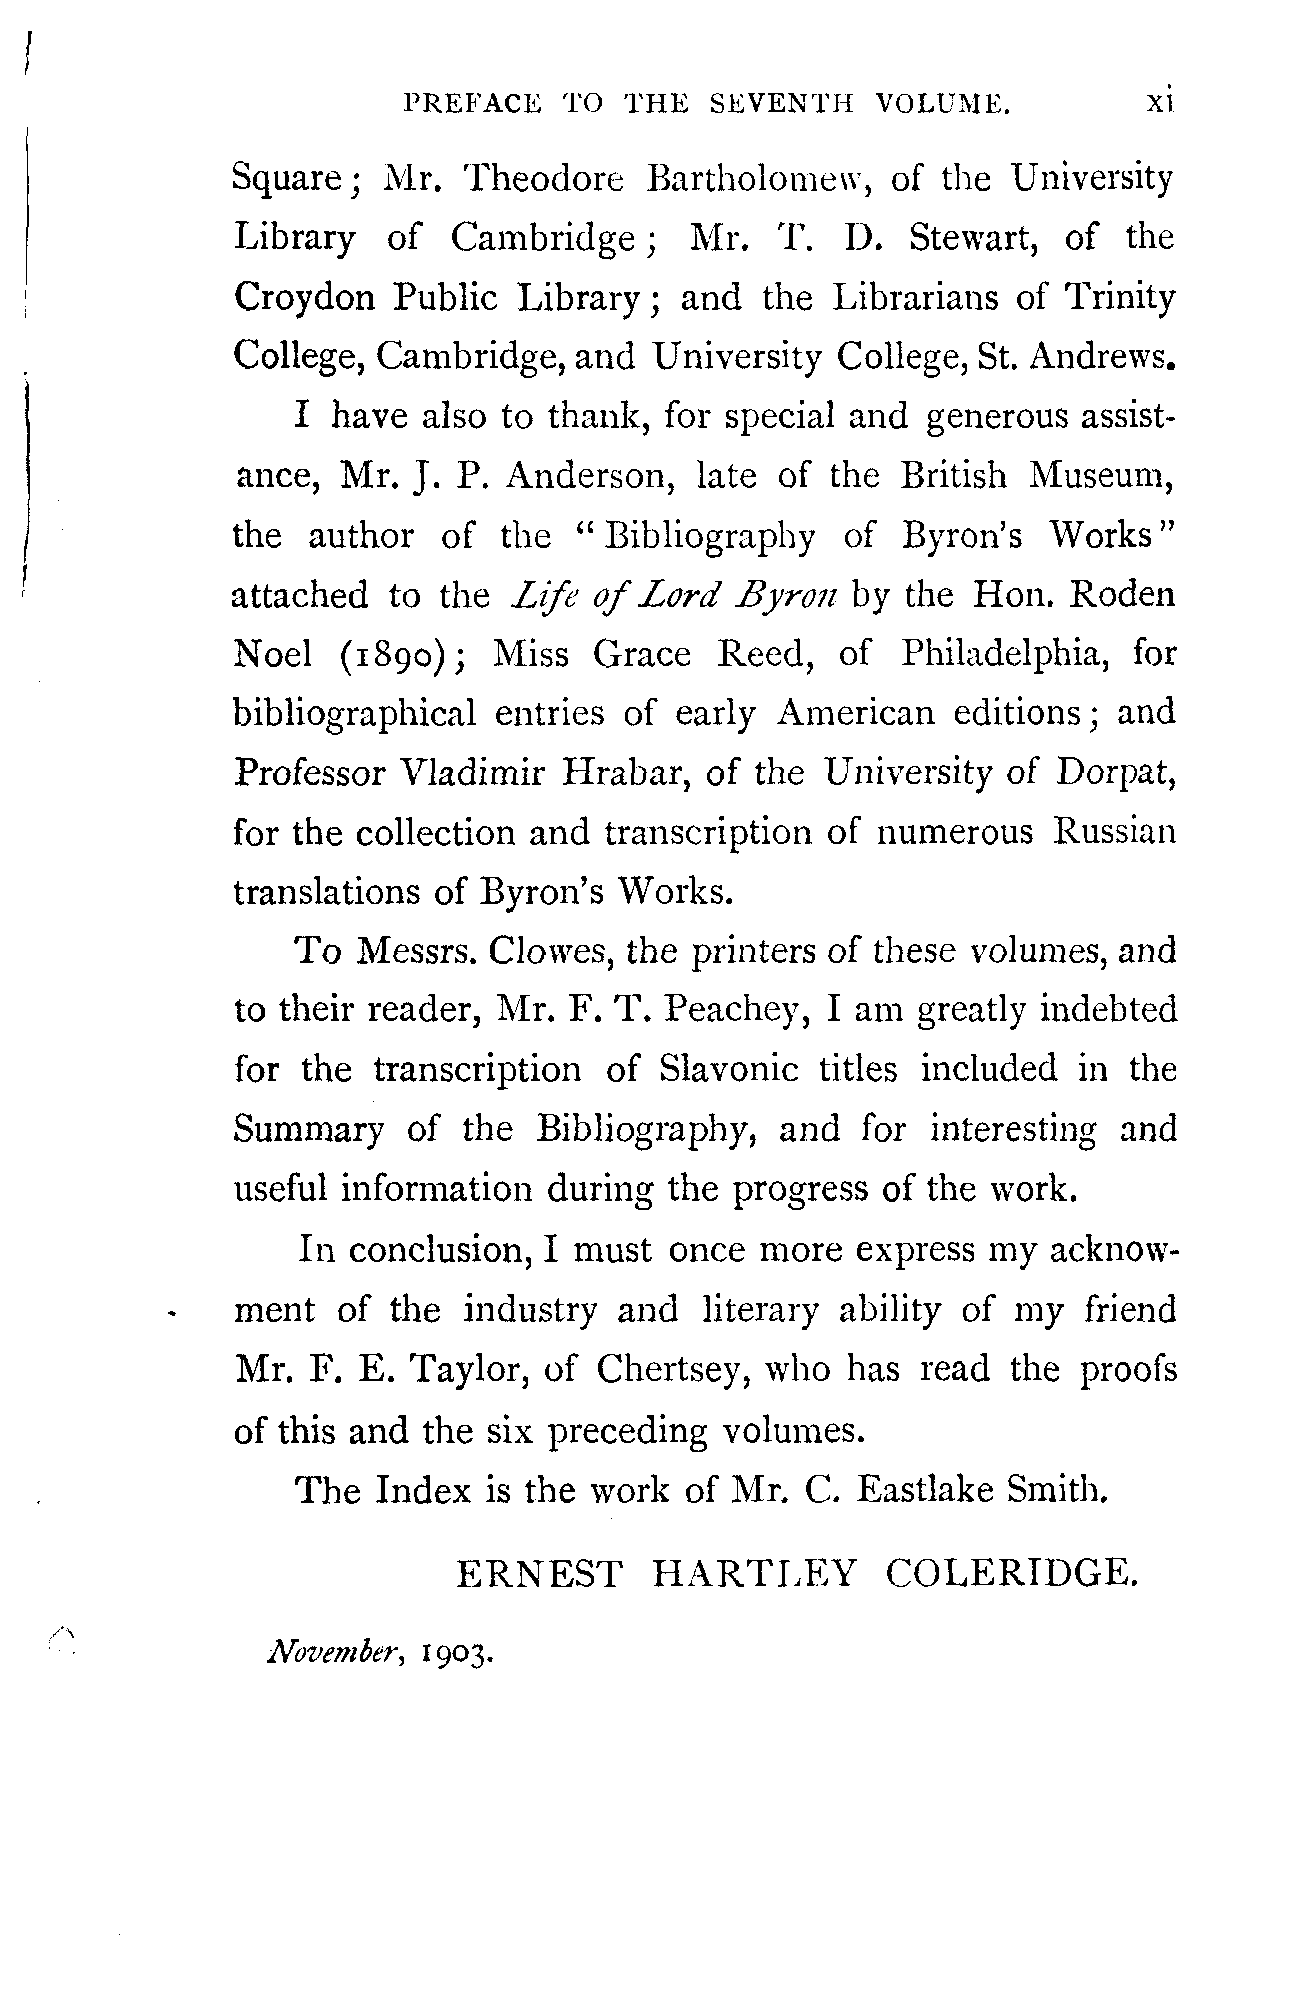 PREFACE TO THE SEVENTH VOLUME. xi
Square; Mr. Theodore Bartholomew, of the University
Library of Cambridge; Mr. T. D. Stewart, of the
Croydon Public Library; and the Librarians of Trinity
College, Cambridge, and University College, St. Andrews.
I have also to thank, for special and generous assist-
ance, Mr. J. P. Anderson, late of the British Museum,
the author of the "Bibliography of Byron's Works"
attached to the Life of Lord Byron by the Hon. Roden
Noel (1890); Miss Grace Reed, of Philadelphia, for
bibliographical entries of early American editions; and
Professor Vladimir Hrabar, of the University of Dorpat,
for the collection and transcription of numerous Russian
translations of Byron's Works.
To Messrs. Clowes, the printers of these volumes, and
to their reader, Mr. F. T. Peachey, I am greatly indebted
for the transcription of Slavonic titles included in the
Summary of the Bibliography, and for interesting and
useful information during the progress of the work.
In conclusion, I must once more express my acknow-
ment of the industry and literary ability of my friend
Mr. F. E. Taylor, of Chertsey, who has read the proofs
of this and the six preceding volumes.
The Index is the work of Mr. C. Eastlake Smith.
ERNEST HARTLEY COLERIDGE.
November, 1903.